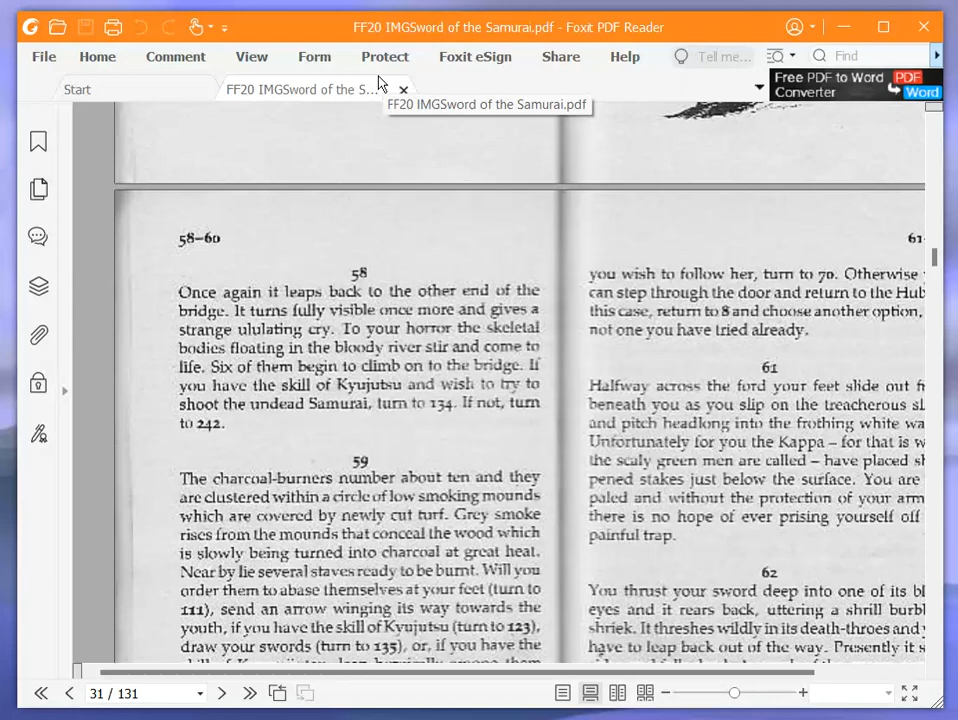 FF20 IMGSword of the Samurai.pdf - Foxit PDF Reader
File Home Comment View Form Protect Foxit eSign Share Help Tell me... Find
Start
FF20 IMGSword of the S...
FF20 IMGSword of the Samurai.pdf
Free PDF to Word
Converter
PDF
Word
58–60
58
Once again it leaps back to the other end of the
bridge. It turns fully visible once more and gives a
strange ululating cry. To your horror the skeletal
bodies floating in the bloody river stir and come to
life. Six of them begin to climb on to the bridge. If
you have the skill of Kyujutsu and wish to try to
shoot the undead Samurai, turn to 134. If not, turn
to 242.
59
The charcoal-burners number about ten and they
are clustered within a circle of low smoking mounds
which are covered by newly cut turf. Grey smoke
rises from the mounds that conceal the wood which
is slowly being turned into charcoal at great heat.
Near by lie several staves ready to be burnt. Will you
order them to abase themselves at your feet (turn to
111), send an arrow winging its way towards the
youth, if you have the skill of Kyujutsu (turn to 123),
draw your swords (turn to 135), or, if you have the
61-
you wish to follow her, turn to 70. Otherwise
can step through the door and return to the Hub
this case, return to 8 and choose another option,
not one you have tried already.
61
Halfway across the ford your feet slide out
beneath you as you slip on the treacherous
and pitch headlong into the frothing white wa
Unfortunately for you the Kappa – for that is w
the scaly green men are called – have placed sh
pened stakes just below the surface. You are
paled and without the protection of your arm
there is no hope of ever prising yourself off
painful trap.
62
You thrust your sword deep into one of its bl
eyes and it rears back, uttering a shrill burb
shriek. It threshes wildly in its death-throes and
have to leap back out of the way. Presently it s
31 / 131